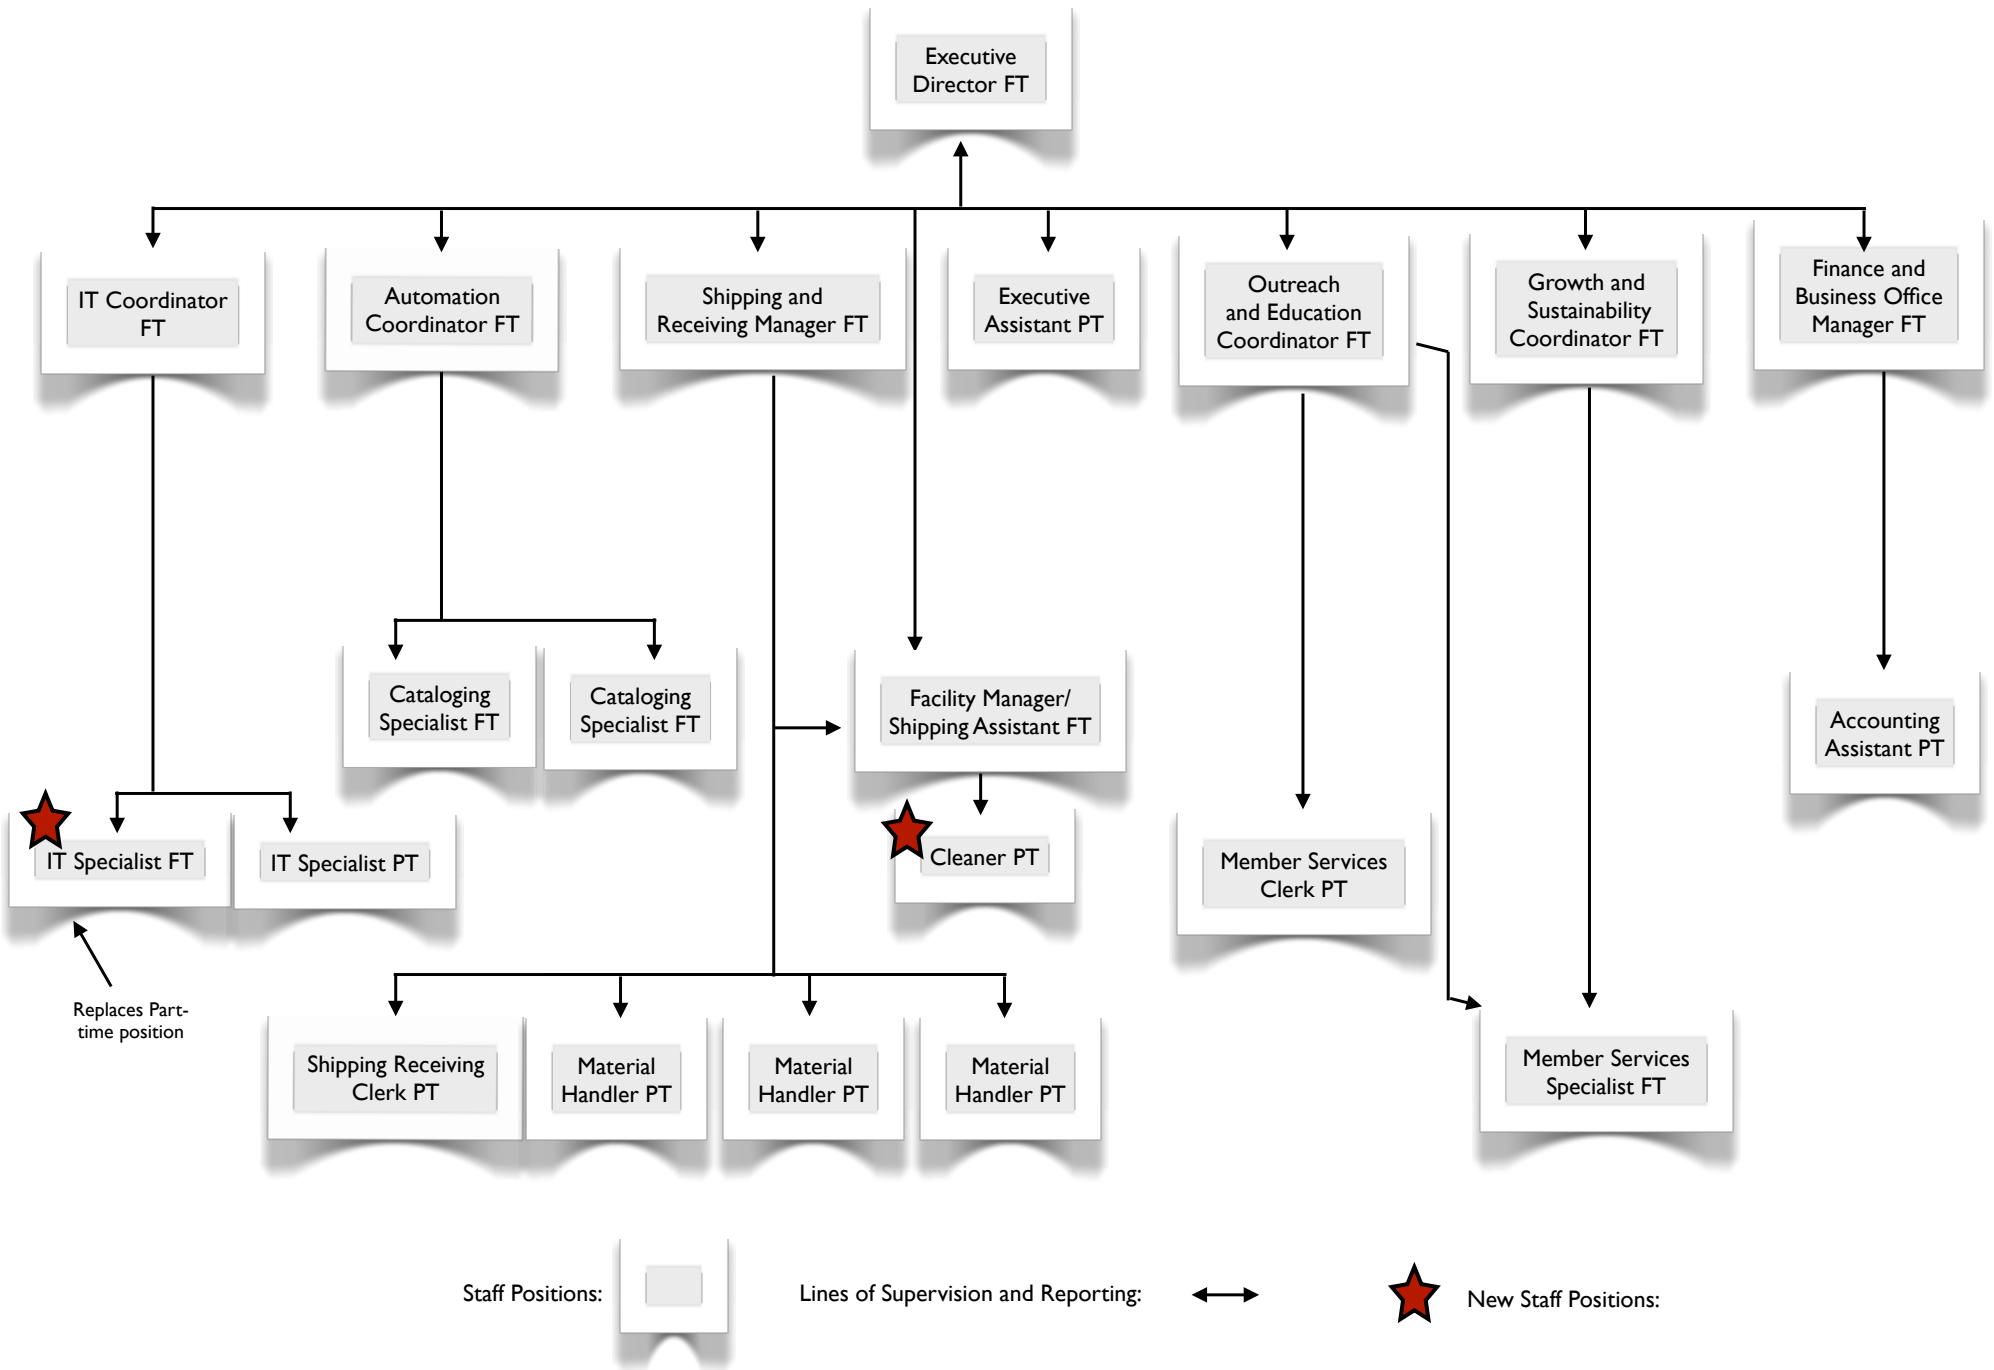 Executive
Director FT
IT Coordinator
FT
Automation
Coordinator FT
Shipping and
Receiving Manager FT
Executive
Assistant PT
Outreach
and Education
Coordinator FT
Growth and
Sustainability
Coordinator FT
Finance and
Business Office
Manager FT
Cataloging
Specialist FT
Cataloging
Specialist FT
Facility Manager/
Shipping Assistant FT
Accounting
Assistant PT
IT Specialist FT
IT Specialist PT
Cleaner PT
Member Services
Clerk PT
Replaces Part-
time position
Shipping Receiving
Clerk PT
Material
Handler PT
Material
Handler PT
Material
Handler PT
Member Services
Specialist FT
Staff Positions:
Lines of Supervision and Reporting:
New Staff Positions: